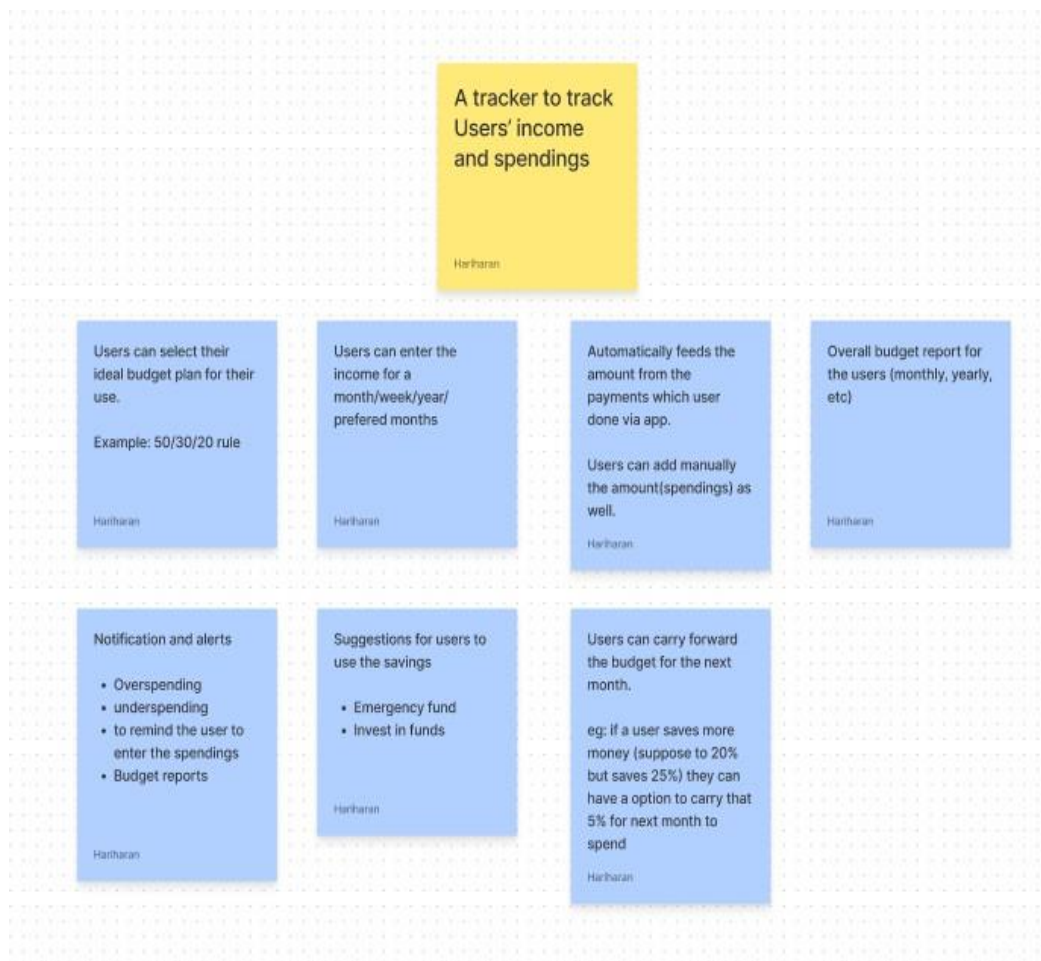 A tracker to track
Users' income
and spendings
Hariharan
Users can select their
ideal budget plan for their
use.
Example: 50/30/20 rule
Hariharan
Users can enter the
income for a
month/week/year/
prefered months
Hariharan
Automatically feeds the
amount from the
payments which user
done via app.
Users can add manually
the amount(spendings) as
well.
Hariharan
Overall budget report for
the users (monthly, yearly,
etc)
Hariharan
Notification and alerts
• Overspending
• underspending
• to remind the user to
enter the spendings
• Budget reports
Hariharan
Suggestions for users to
use the savings
• Emergency fund
• Invest in funds
Hariharan
Users can carry forward
the budget for the next
month.
eg: if a user saves more
money (suppose to 20%
but saves 25%) they can
have a option to carry that
5% for next month to
spend
Hariharan